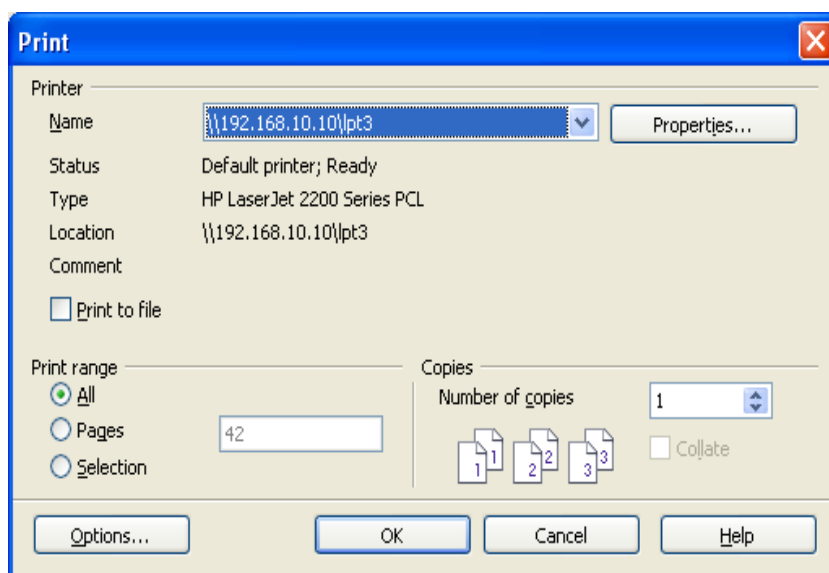 Print
Printer
Name \\192.168.10.10\lpt3 Properties...
Status Default printer; Ready
Type HP LaserJet 2200 Series PCL
Location \\192.168.10.10\lpt3
Comment
Print to file
Print range
All
Pages 42
Selection
Copies
Number of copies 1
1 1 2 2 3 3
Collate
Options... OK Cancel Help